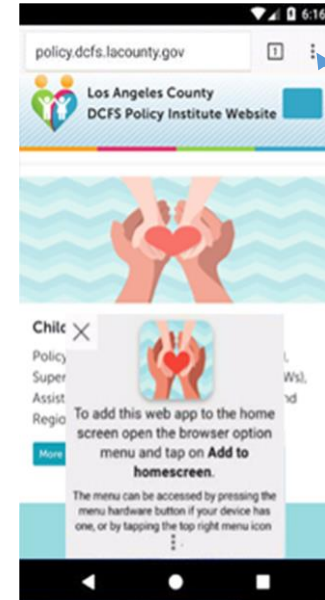 6:16
policy.dcfs.lacounty.gov
1
Los Angeles County
DCFS Policy Institute Website
Chilc
Policy
Super
Ws),
Assist
nd
Regio
More
To add this web app to the home
screen open the browser option
menu and tap on Add to
homescreen.
The menu can be accessed by pressing the
menu hardware button if your device has
one, or by tapping the top right menu icon